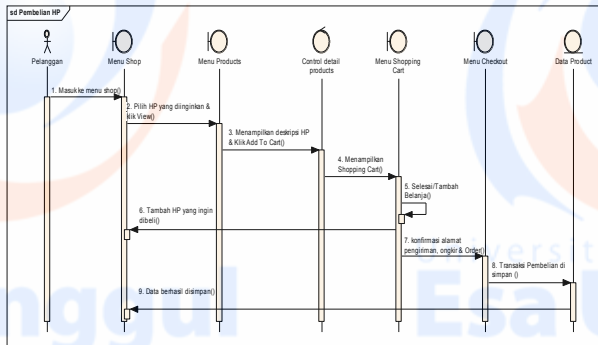 sd Pembelian HP
Pelanggan
Menu Shop
Menu Products
Control detail
products
Menu Shopping
Cart
Menu Checkout
Data Product
1. Masuk ke menu shop()
2. Pilih HP yang diinginkan &
klik View()
3. Menampilkan deskripsi HP
& Klik Add To Cart()
4. Menampilkan
Shopping Cart()
5. Selesai/Tambah
Belanja()
6. Tambah HP yang ingin
dibeli()
7. konfirmasi alamat
pengiriman, ongkir & Order()
8. Transaksi Pembelian di
simpan ()
9. Data berhasil disimpan()
Universit
nggul
Esa U